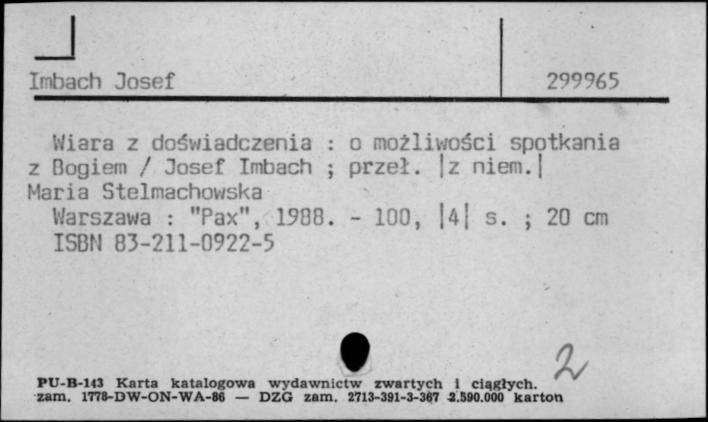 Imbach Josef 299965
Wiara z doświadczenia : o możliwości spotkania
z Bogiem / Josef Imbach ; przeł. |z niem.|
Maria Stelmachowska
Warszawa : "Pax", 1988. - 100, |4| s. ; 20 cm
ISBN 83-211-0922-5
2
PU-B-143 Karta katalogowa wydawnictw zwartych i ciągłych.
zam. 1778-DW-ON-WA-86 — DZG zam. 2713-391-3-367 2.590.000 karton